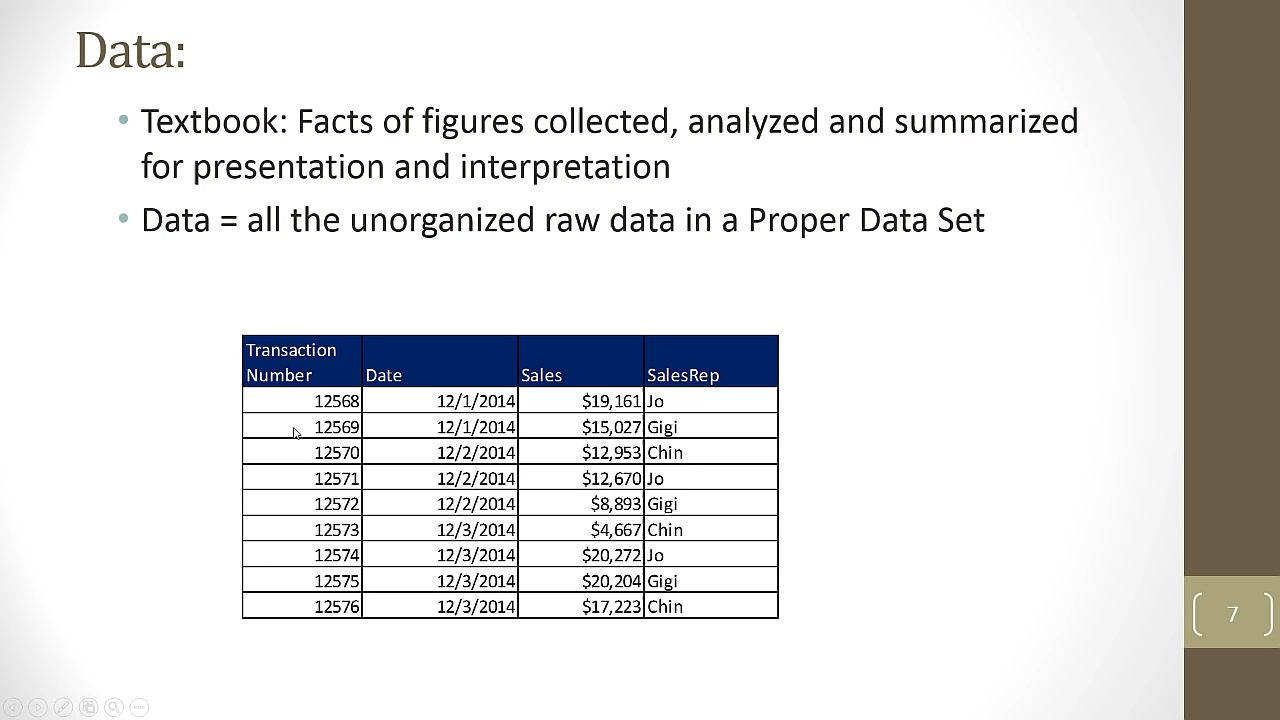 Data:
• Textbook: Facts of figures collected, analyzed and summarized
for presentation and interpretation
• Data = all the unorganized raw data in a Proper Data Set
Transaction
Number Date Sales SalesRep
12568 12/1/2014 $19,161 Jo
12569 12/1/2014 $15,027 Gigi
12570 12/2/2014 $12,953 Chin
12571 12/2/2014 $12,670 Jo
12572 12/2/2014 $8,893 Gigi
12573 12/3/2014 $4,667 Chin
12574 12/3/2014 $20,272 Jo
12575 12/3/2014 $20,204 Gigi
12576 12/3/2014 $17,223 Chin
7